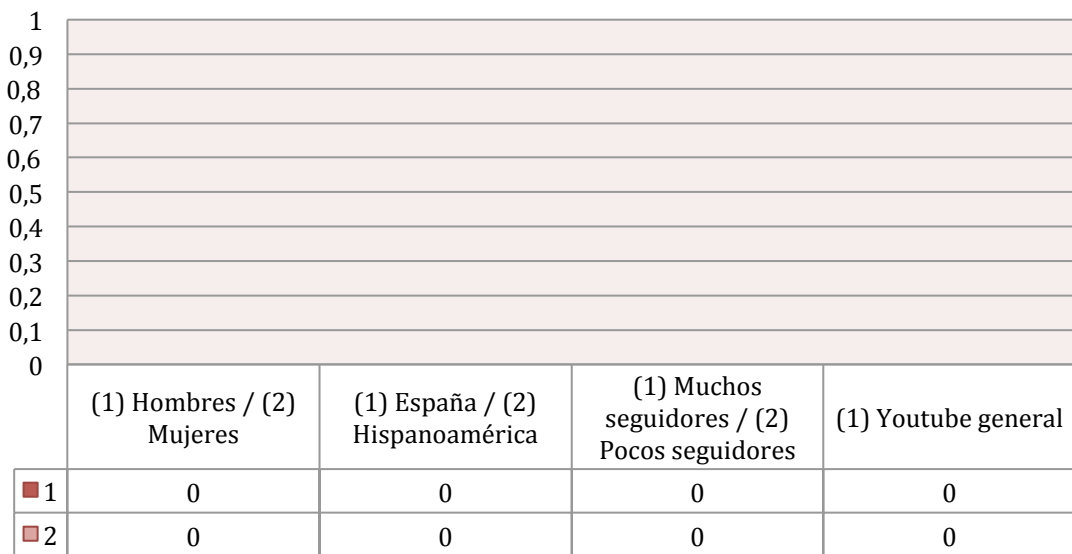 1
0,9
0,8
0,7
0,6
0,5
0,4
0,3
0,2
0,1
0
(1) Hombres / (2)
Mujeres
(1) España / (2)
Hispanoamérica
(1) Muchos
seguidores / (2)
Pocos seguidores
(1) Youtube general
1 0 0 0 0
2 0 0 0 0